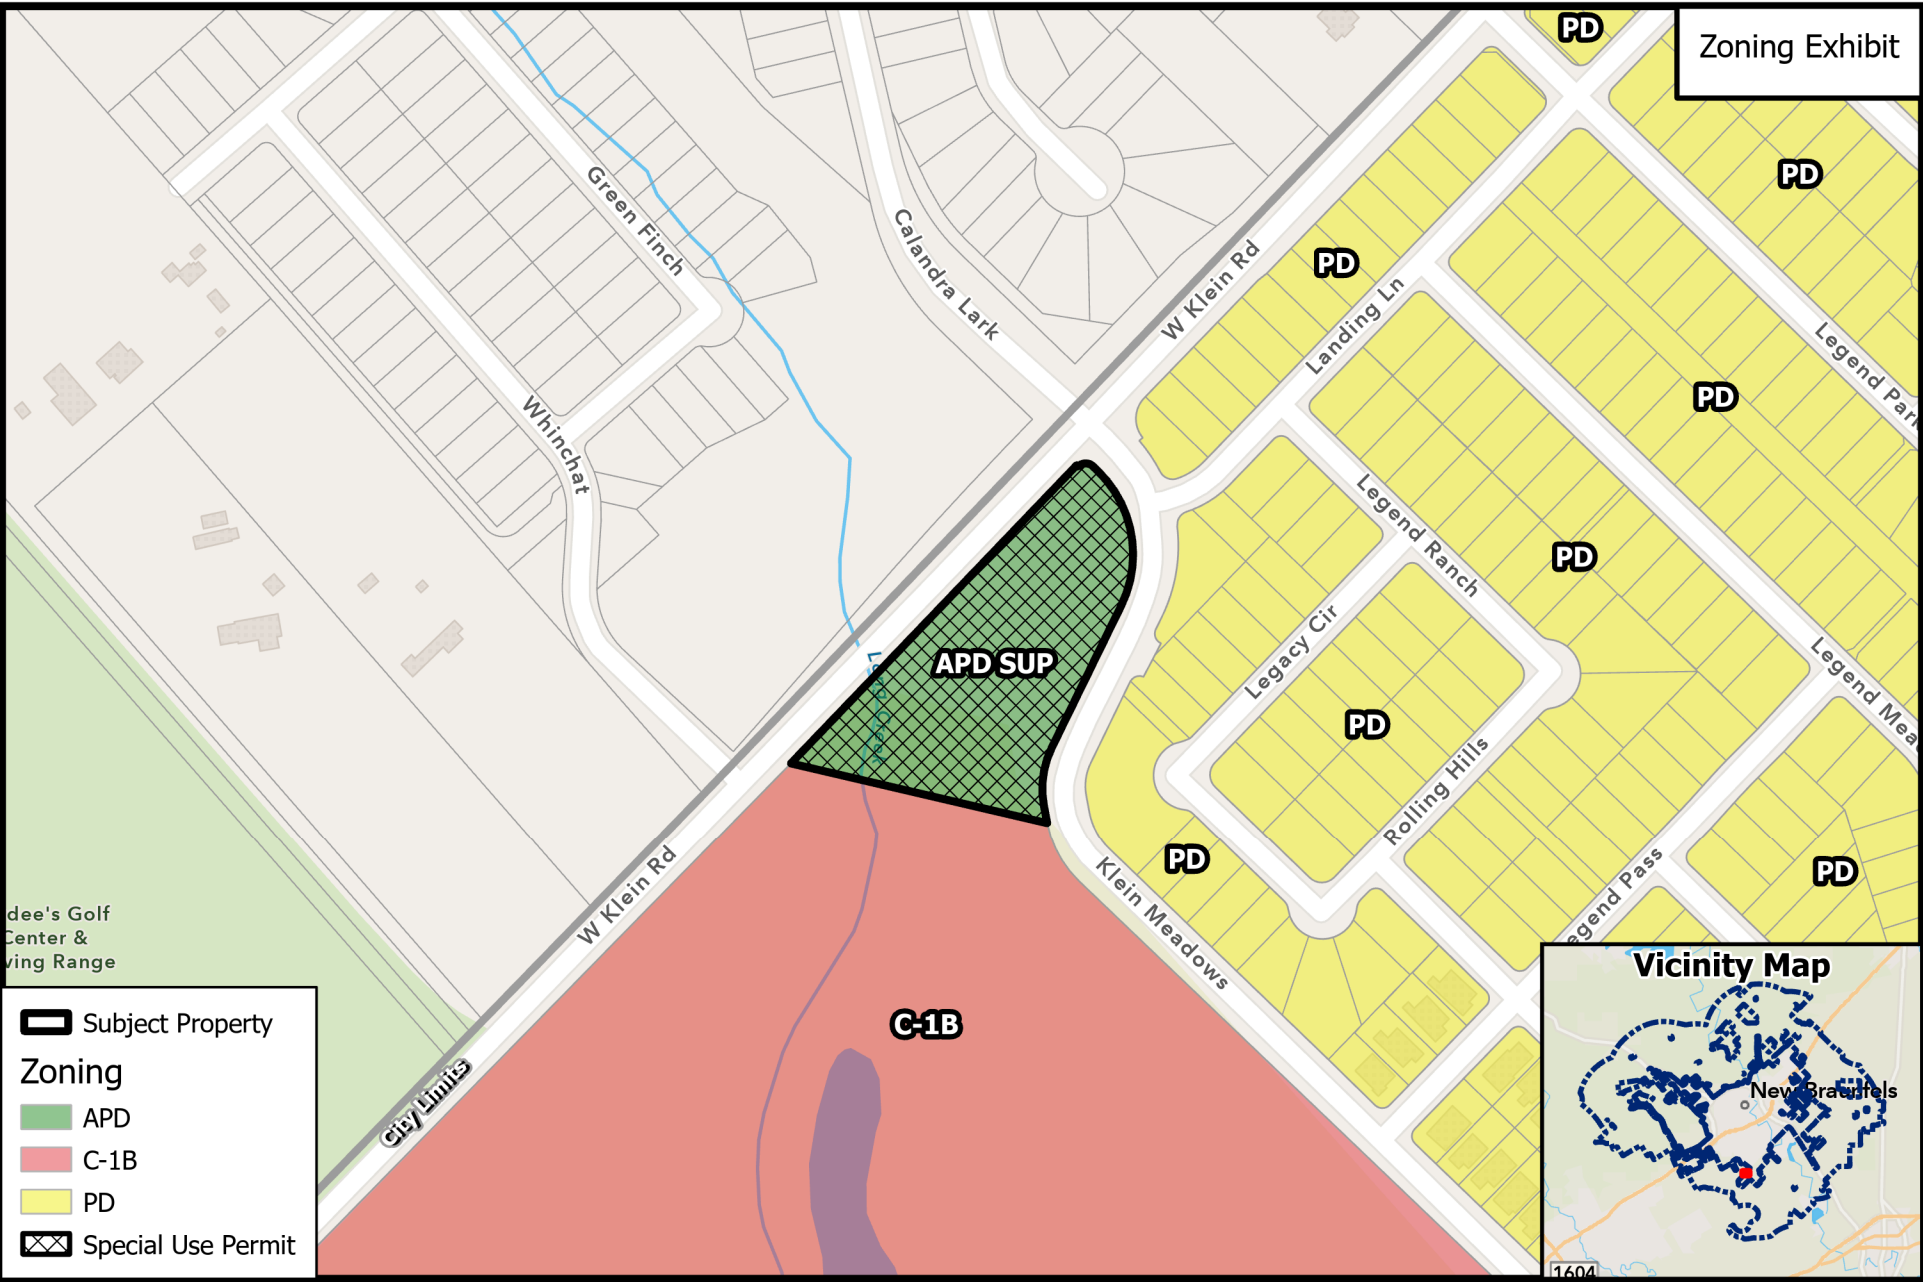 Zoning Exhibit
PD
PD
PD
PD
PD
PD
PD
PD
Green Finch
Calandra Lark
W Klein Rd
Landing Ln
Legend Par
Whinchat
Legend Ranch
Legacy Cir
Legend Mea
Rolling Hills
APD SUP
Long Creek
W Klein Rd
Klein Meadows
egend Pass
C-1B
City Limits
dee's Golf
Center &
ving Range
Subject Property
Zoning
APD
C-1B
PD
Special Use Permit
Vicinity Map
New Braunfels
1604